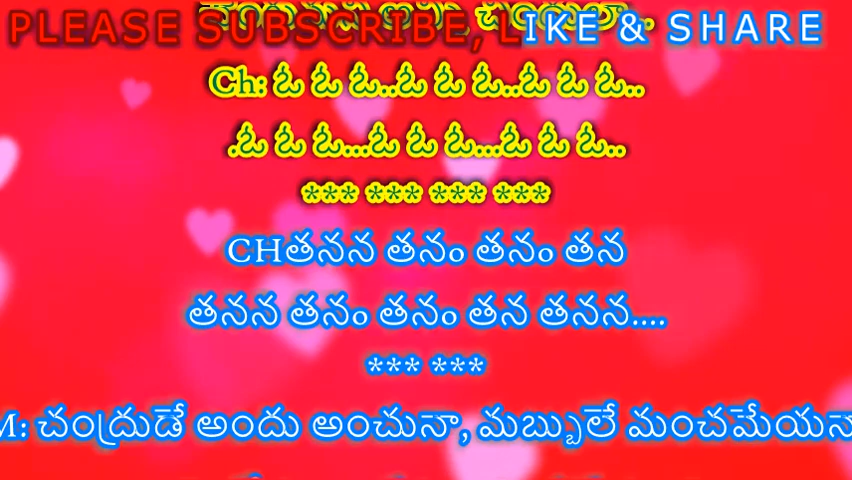 PLEASE SUBSCRIBE, LIKE & SHARE
Ch: ఓ ఓ ఓ..ఓ ఓ ఓ..ఓ ఓ ఓ..
.ఓ ఓ ఓ...ఓ ఓ ఓ...ఓ ఓ ఓ..
*** *** *** ***
CHతనన తనం తనం తన
తనన తనం తనం తన తనన....
*** ***
M: చంద్రుడే అందు అంచునా, మబ్బులే మంచమేయనా